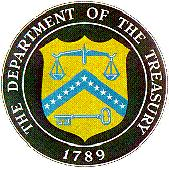 THE DEPARTMENT OF THE TREASURY
1789